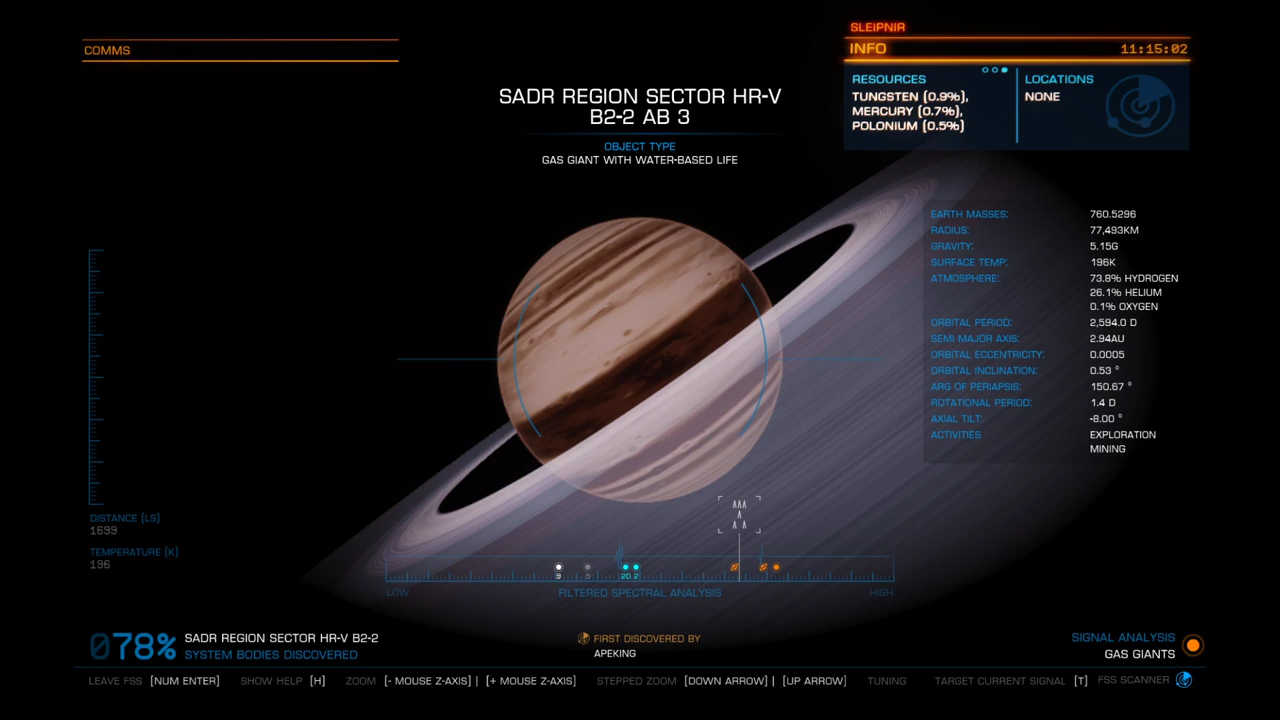 SLEIPNIR
COMMS
INFO 11:15:02
RESOURCES
TUNGSTEN (0.9%),
MERCURY (0.7%),
POLONIUM (0.5%)
LOCATIONS
NONE
SADR REGION SECTOR HR-V
B2-2 AB 3
OBJECT TYPE
GAS GIANT WITH WATER-BASED LIFE
EARTH MASSES: 760.5296
RADIUS: 77,493KM
GRAVITY: 5.15G
SURFACE TEMP: 196K
ATMOSPHERE: 73.8% HYDROGEN
26.1% HELIUM
0.1% OXYGEN
ORBITAL PERIOD: 2,594.0 D
SEMI MAJOR AXIS: 2.94AU
ORBITAL ECCENTRICITY: 0.0005
ORBITAL INCLINATION: 0.53 °
ARG OF PERIAPSIS: 150.67 °
ROTATIONAL PERIOD: 1.4 D
AXIAL TILT: -8.00 °
ACTIVITIES EXPLORATION
MINING
DISTANCE (LS)
1699
TEMPERATURE (K)
196
9 5 20 2
LOW FILTERED SPECTRAL ANALYSIS HIGH
078% SADR REGION SECTOR HR-V B2-2
SYSTEM BODIES DISCOVERED
FIRST DISCOVERED BY
APEKING
SIGNAL ANALYSIS
GAS GIANTS
LEAVE FSS [NUM ENTER] SHOW HELP [H] ZOOM [- MOUSE Z-AXIS] | [+ MOUSE Z-AXIS] STEPPED ZOOM [DOWN ARROW] | [UP ARROW] TUNING TARGET CURRENT SIGNAL [T] FSS SCANNER